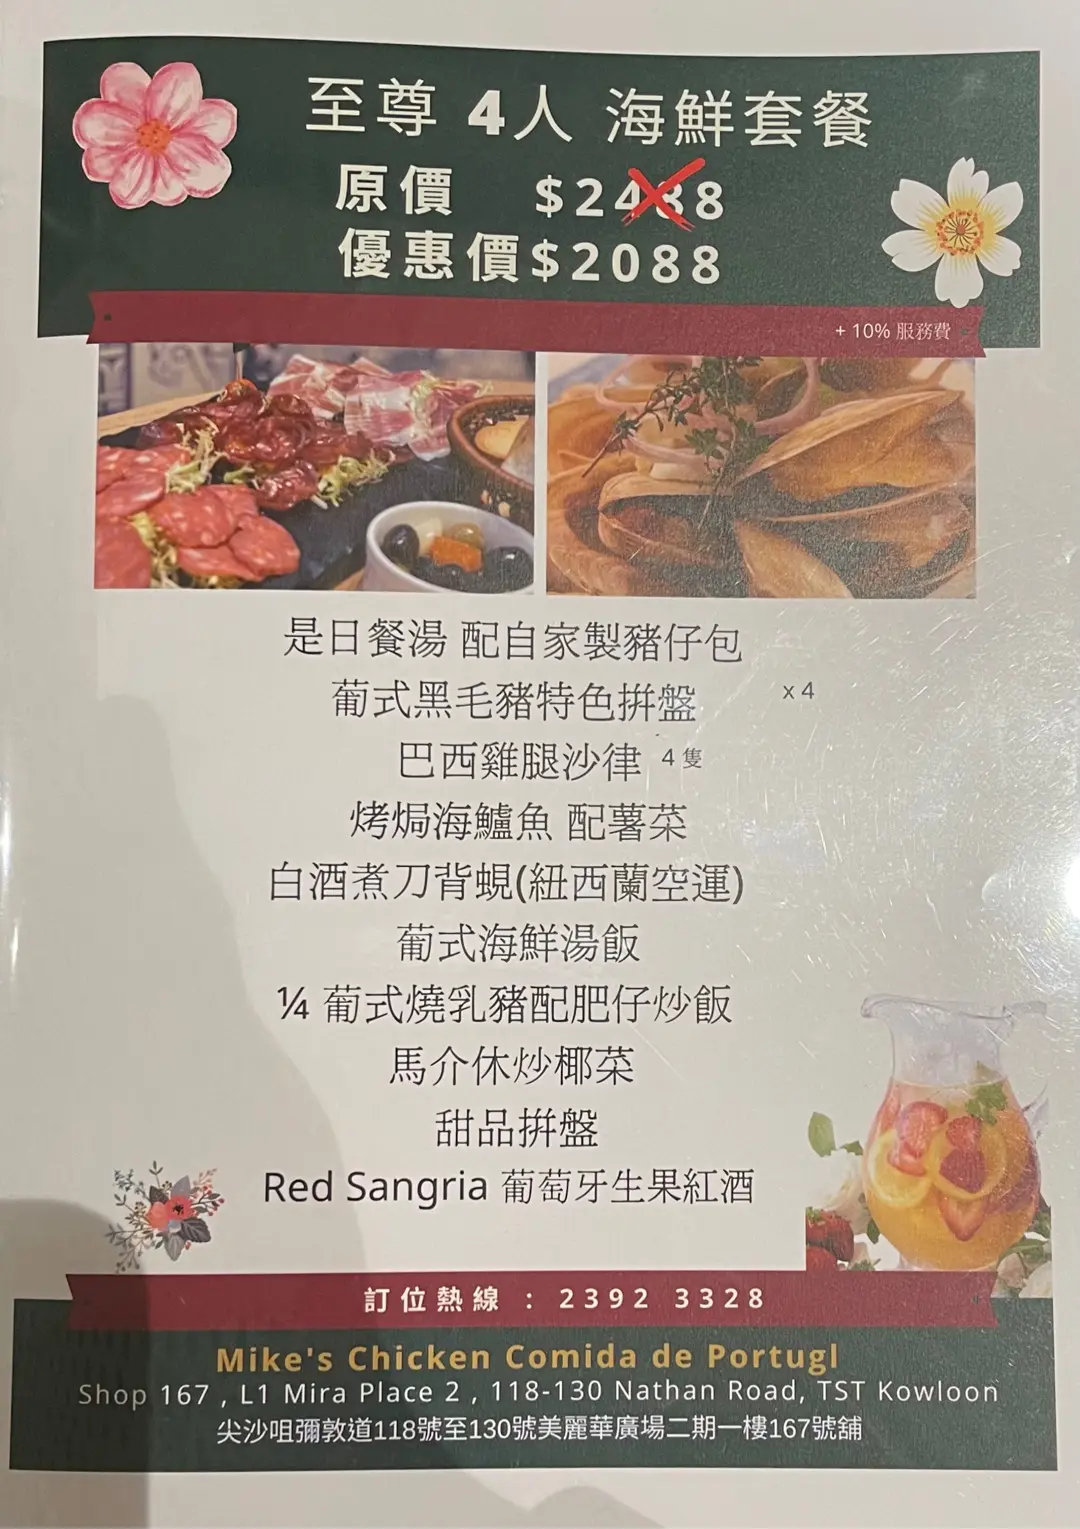 至尊 4人 海鮮套餐
原價 $2488
優惠價$2088
+ 10% 服務費
是日餐湯 配自家製豬仔包 x 4
葡式黑毛豬特色拼盤
巴西雞腿沙律 4 隻
烤焗海鱸魚 配薯菜
白酒煮刀背蜆(紐西蘭空運)
葡式海鮮湯飯
¼ 葡式燒乳豬配肥仔炒飯
馬介休炒椰菜
甜品拼盤
Red Sangria 葡萄牙生果紅酒
訂位熱線 : 2392 3328
Mike's Chicken Comida de Portugl
Shop 167 , L1 Mira Place 2 , 118-130 Nathan Road, TST Kowloon
尖沙咀彌敦道118號至130號美麗華廣場二期一樓167號舖